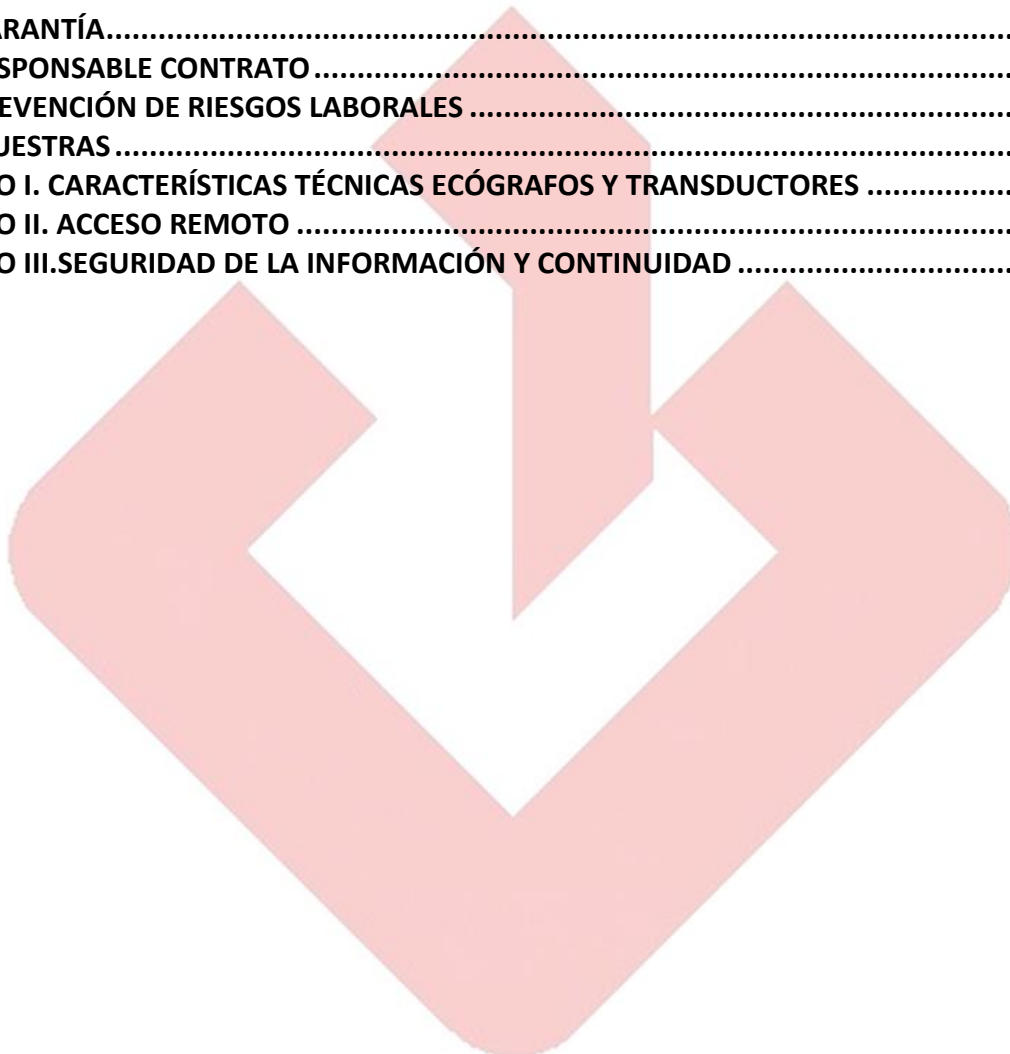 ARANTÍA
SPONSABLE CONTRATO
EVENCIÓN DE RIESGOS LABORALES
UESTRAS
O I. CARACTERÍSTICAS TÉCNICAS ECÓGRAFOS Y TRANSDUCTORES
O II. ACCESO REMOTO
O III.SEGURIDAD DE LA INFORMACIÓN Y CONTINUIDAD